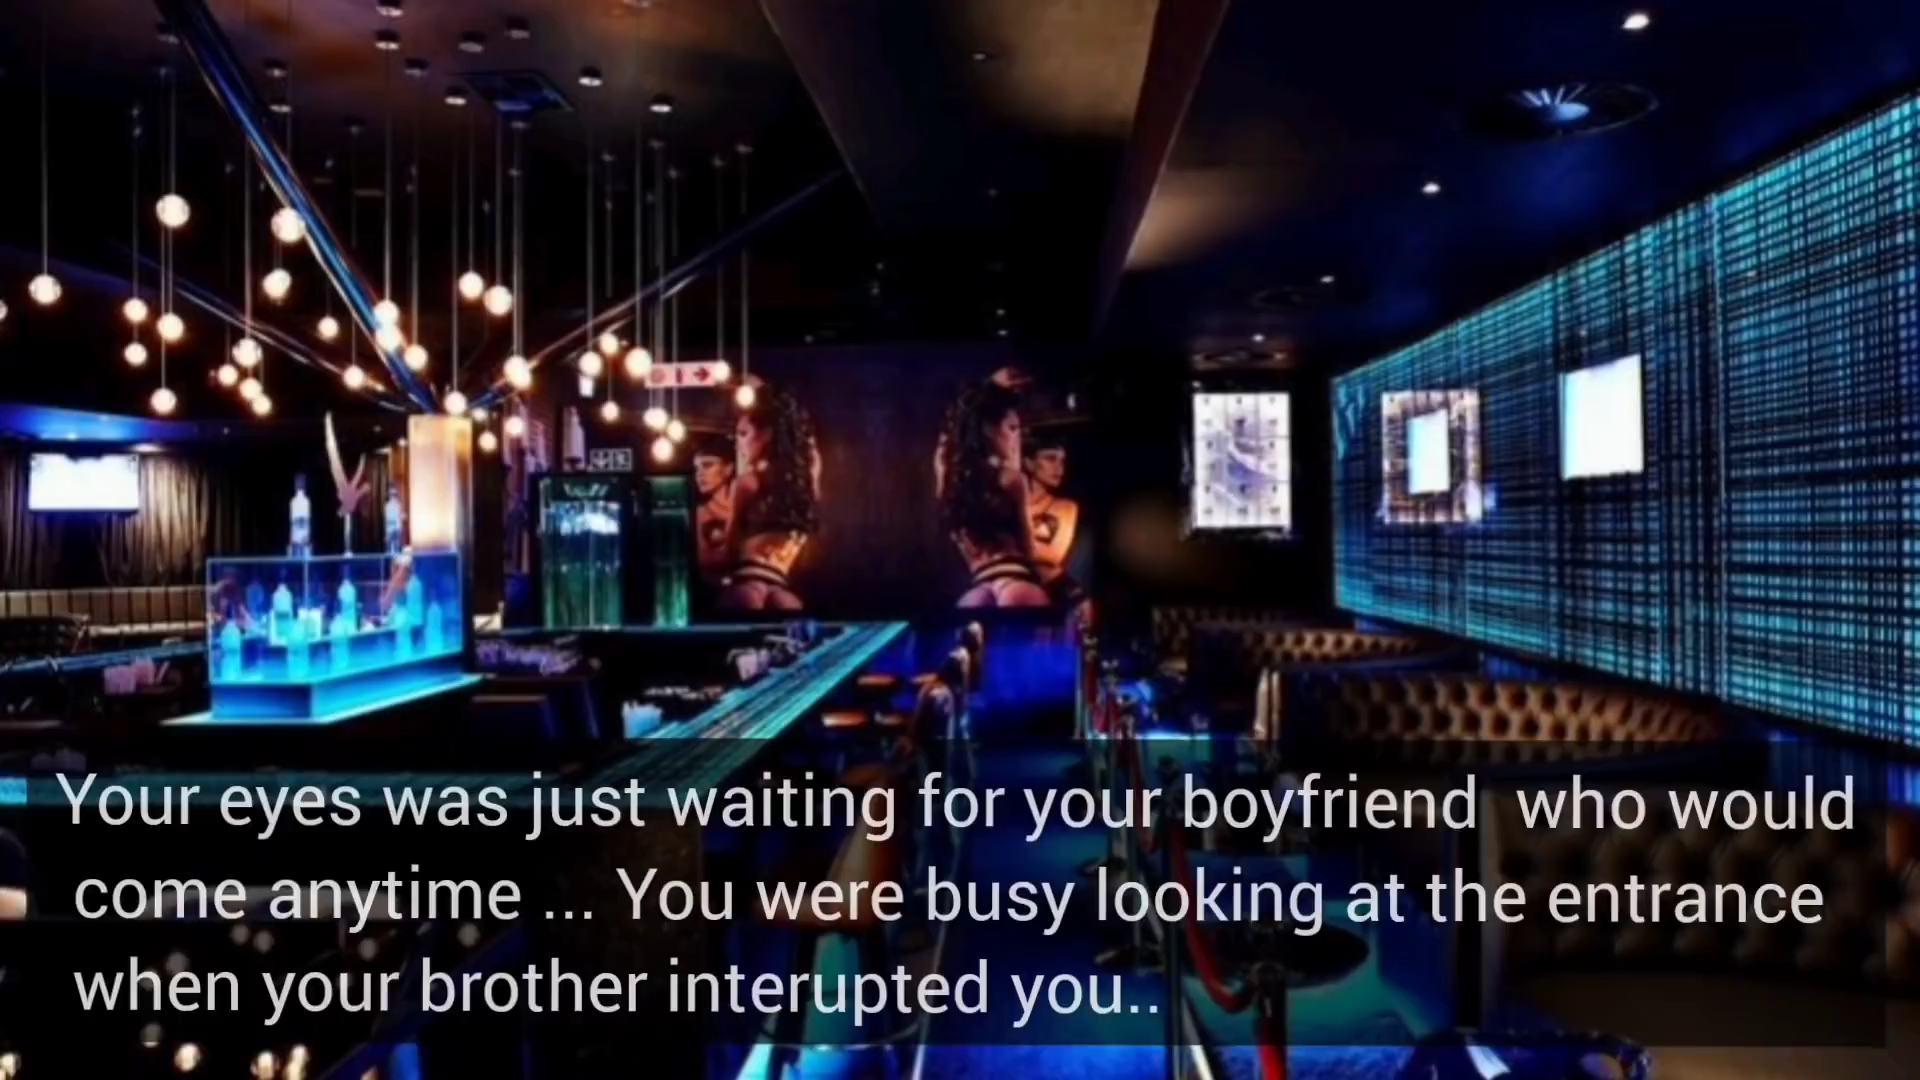 Your eyes was just waiting for your boyfriend who would
come anytime ... You were busy looking at the entrance
when your brother interupted you..